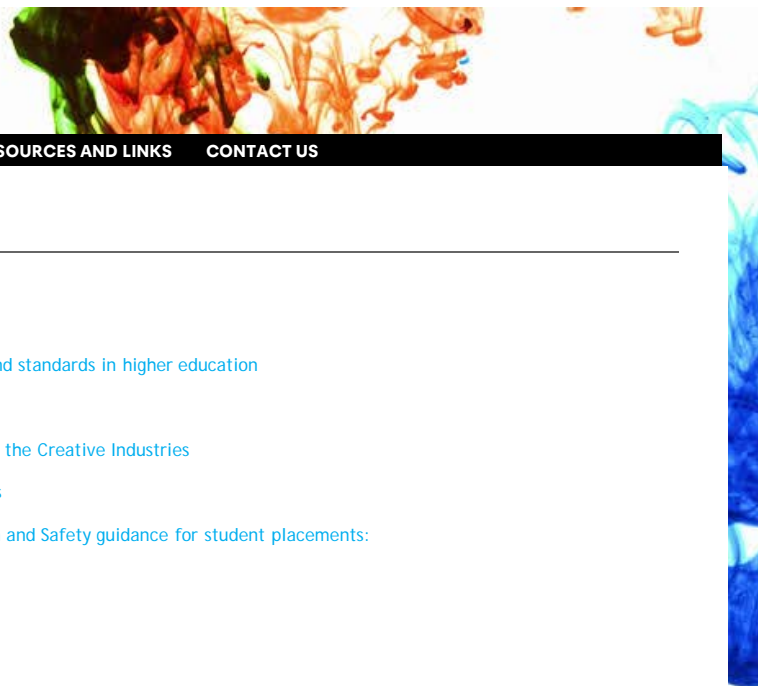 SOURCES AND LINKS CONTACT US
nd standards in higher education
the Creative Industries
s
and Safety guidance for student placements: